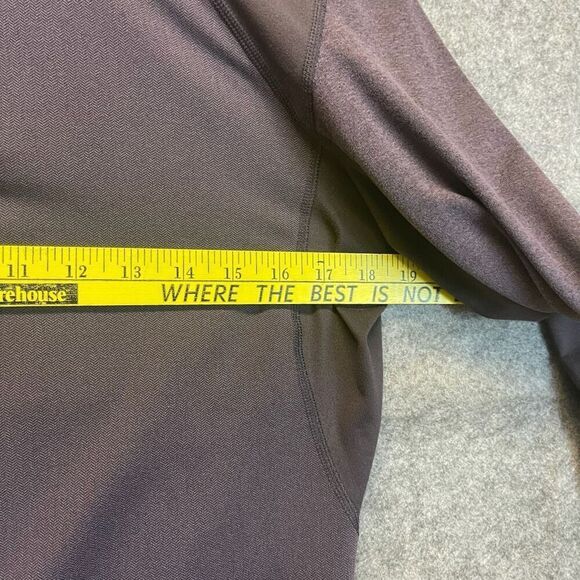 11 12 13 14 15 16 17 18 19
rehouse® WHERE THE BEST IS NOT